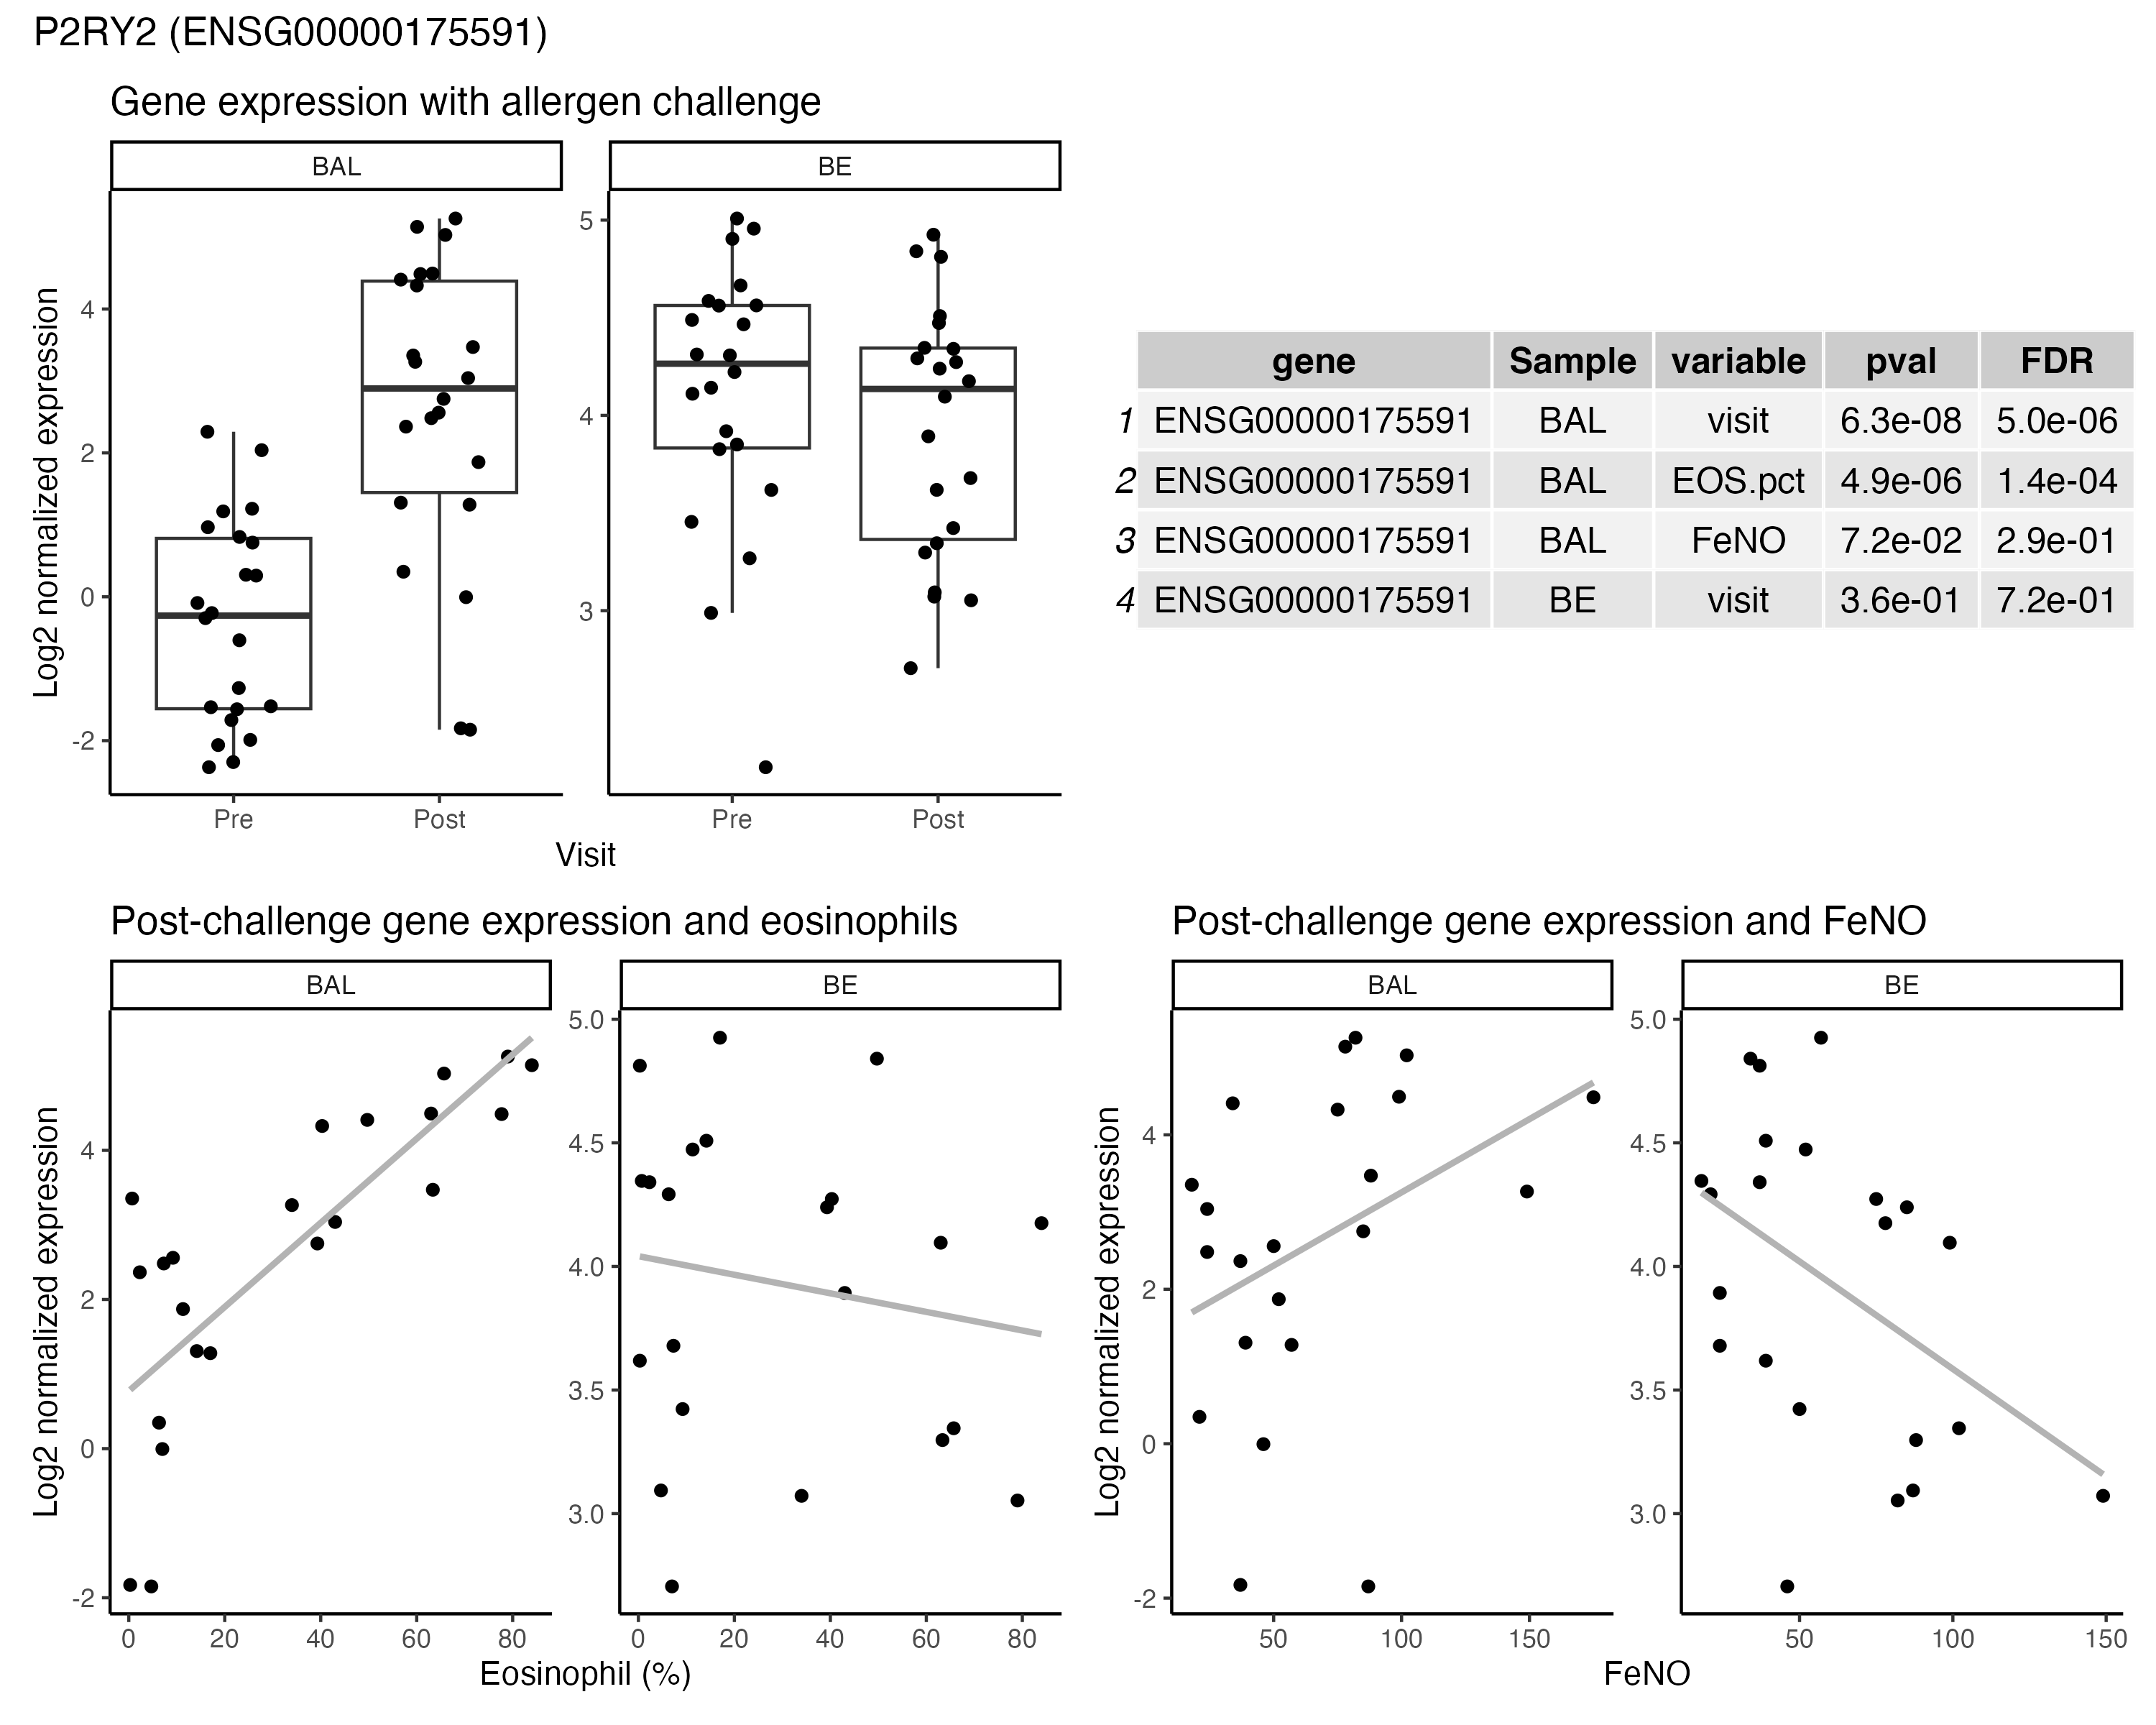 P2RY2 (ENSG00000175591)
Gene expression with allergen challenge
BAL
BE
Log2 normalized expression
4
2
0
-2
5
4
3
Pre
Post
Pre
Post
Visit
gene Sample variable pval FDR
1 ENSG00000175591 BAL visit 6.3e-08 5.0e-06
2 ENSG00000175591 BAL EOS.pct 4.9e-06 1.4e-04
3 ENSG00000175591 BAL FeNO 7.2e-02 2.9e-01
4 ENSG00000175591 BE visit 3.6e-01 7.2e-01
Post-challenge gene expression and eosinophils
BAL
BE
Log2 normalized expression
4
2
0
-2
5.0
4.5
4.0
3.5
3.0
0 20 40 60 80
0 20 40 60 80
Eosinophil (%)
Post-challenge gene expression and FeNO
BAL
BE
Log2 normalized expression
4
2
0
-2
5.0
4.5
4.0
3.5
3.0
50 100 150
50 100 150
FeNO